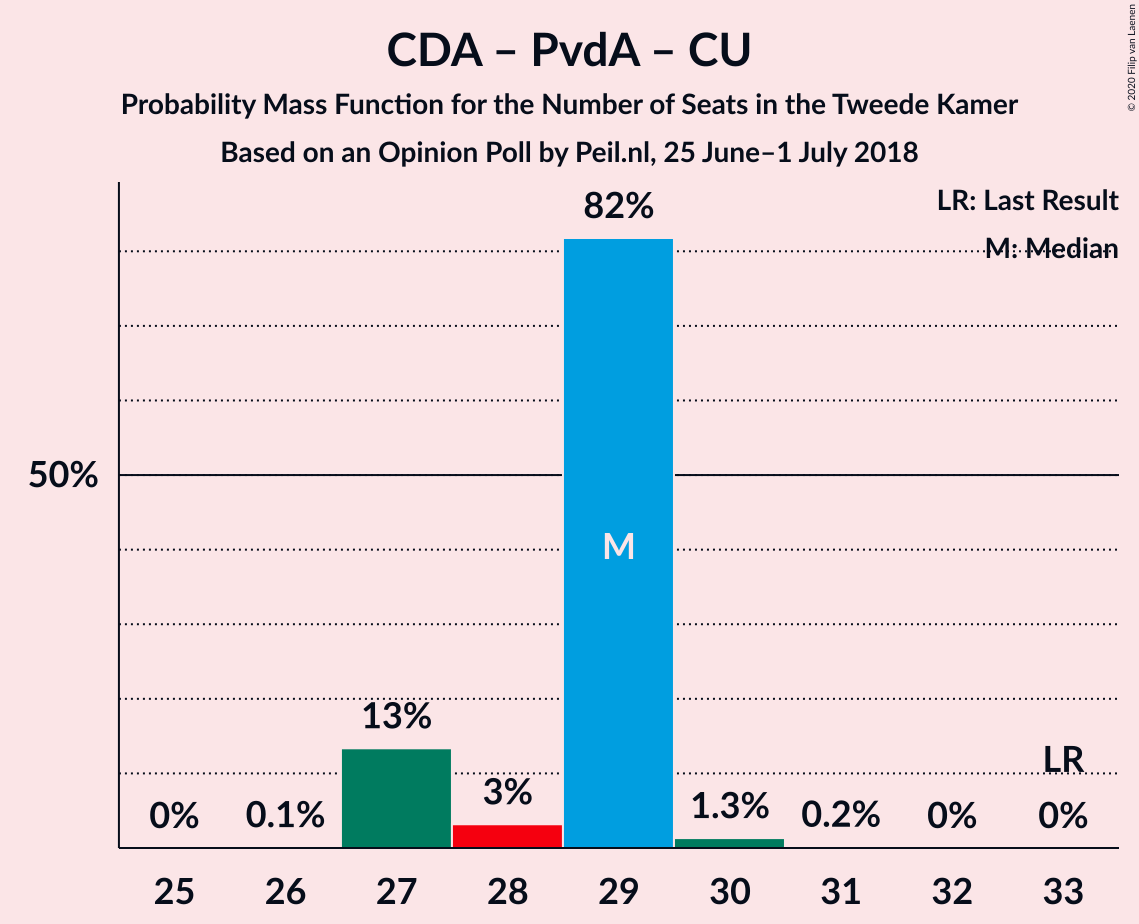 CDA – PvdA – CU
Probability Mass Function for the Number of Seats in the Tweede Kamer
Based on an Opinion Poll by Peil.nl, 25 June–1 July 2018
© 2020 Filip van Laenen
LR: Last Result
M: Median
82%
50%
M
13%
3%
LR
0%
0.1%
1.3%
0.2%
0%
0%
25 26 27 28 29 30 31 32 33